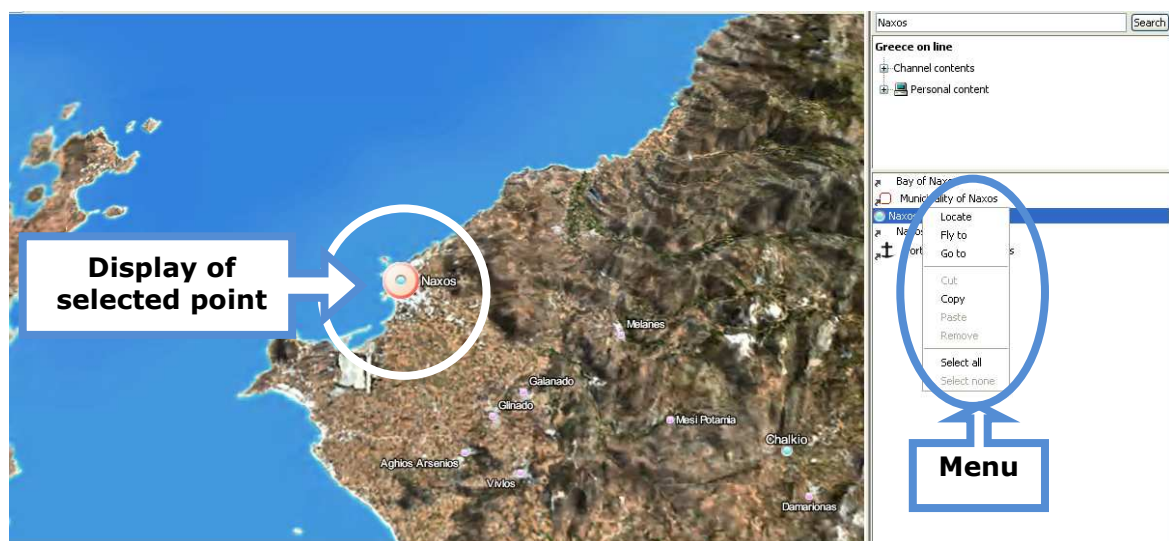 Naxos
Search
Greece on line
Channel contents
Personal content
Bay of Nax
Municipality of Naxos
Naxos
Locate
Fly to
Go to
Cut
Copy
Paste
Remove
Select all
Select none
Menu
Display of
selected point
Naxos
Melanes
Galanado
Glinado
Mesi Potamia
Chalkio
Aghios Arsenios
Vivlos
Damarionas